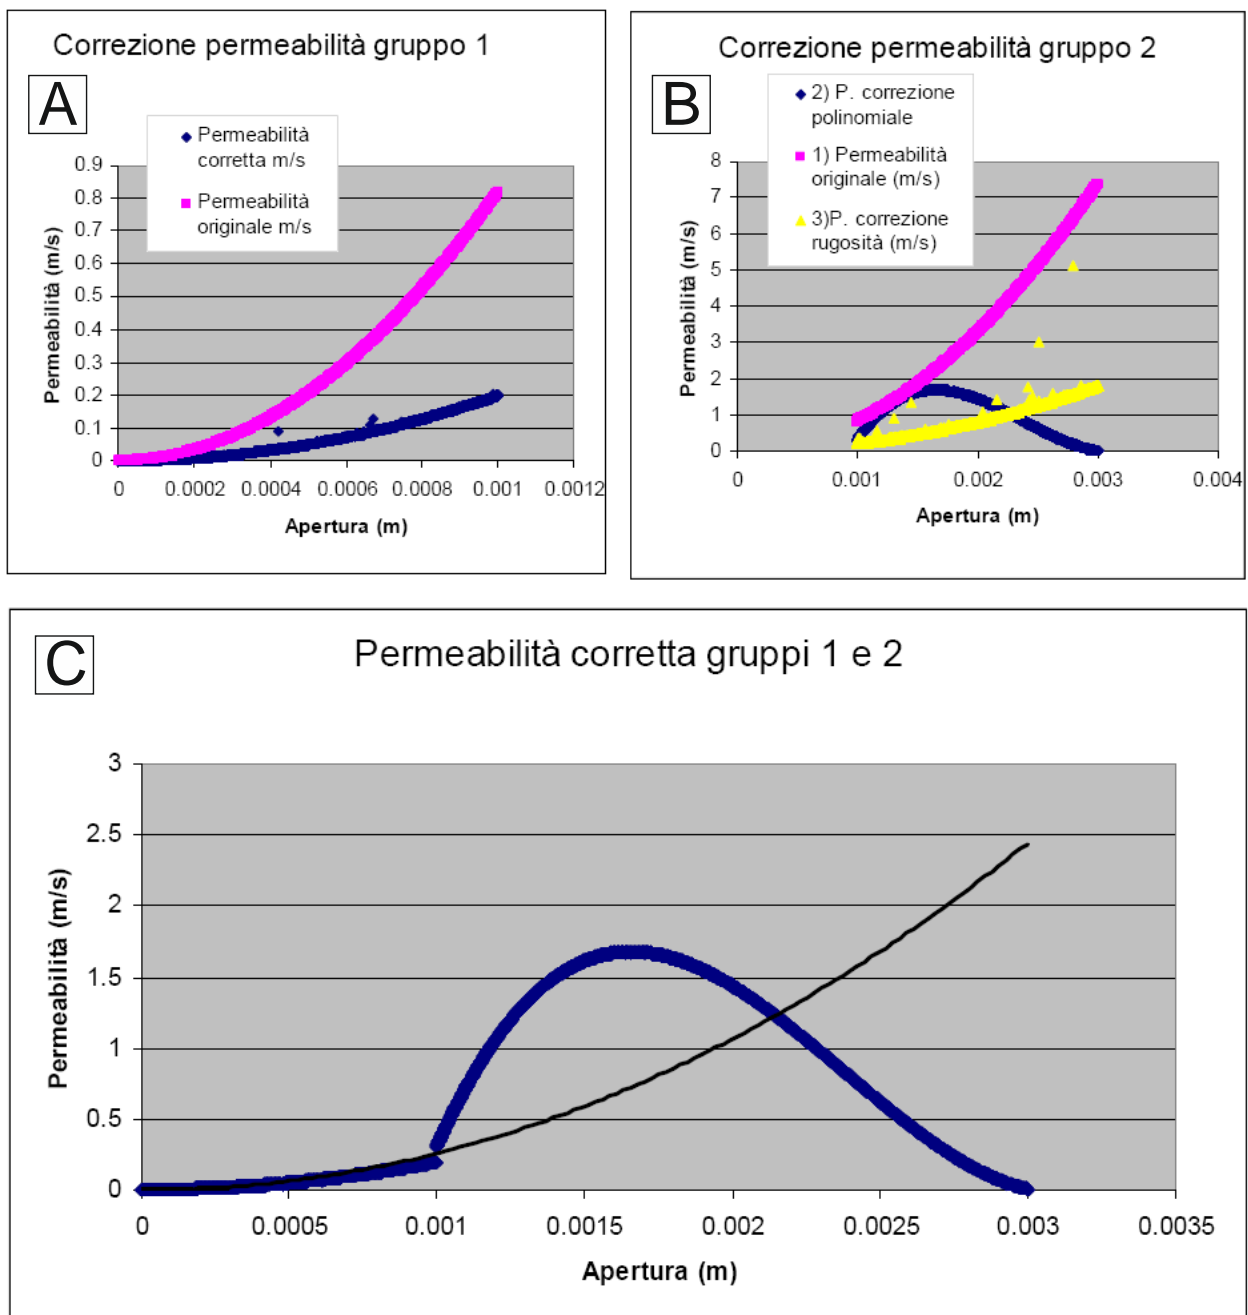 Correzione permeabilità gruppo 1
A
Permeabilità
corretta m/s
Permeabilità
originale m/s
0.9
0.8
0.7
0.6
0.5
0.4
0.3
0.2
0.1
0
Permeabilità (m/s)
0 0.0002 0.0004 0.0006 0.0008 0.001 0.0012
Apertura (m)
Correzione permeabilità gruppo 2
B
2) P. correzione
polinomiale
1) Permeabilità
originale (m/s)
3)P. correzione
rugosità (m/s)
8
7
6
5
4
3
2
1
0
Permeabilità (m/s)
0 0.001 0.002 0.003 0.004
Apertura (m)
C
Permeabilità corretta gruppi 1 e 2
3
2.5
2
1.5
1
0.5
0
Permeabilità (m/s)
0 0.0005 0.001 0.0015 0.002 0.0025 0.003 0.0035
Apertura (m)